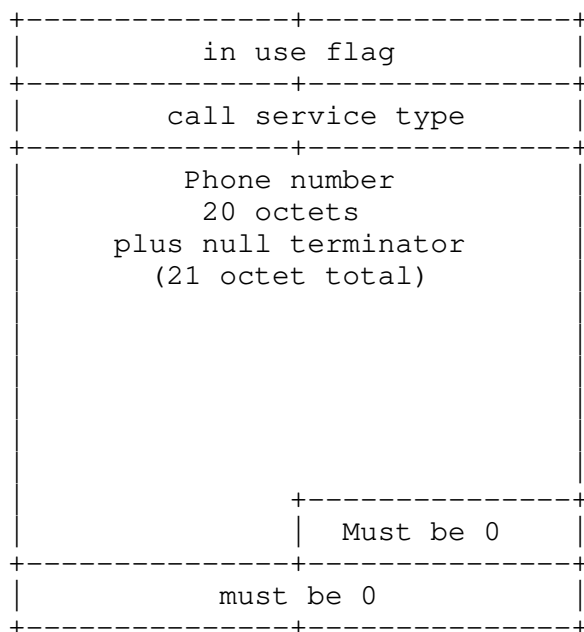 in use flag
call service type
Phone number
20 octets
plus null terminator
(21 octet total)
Must be 0
must be 0